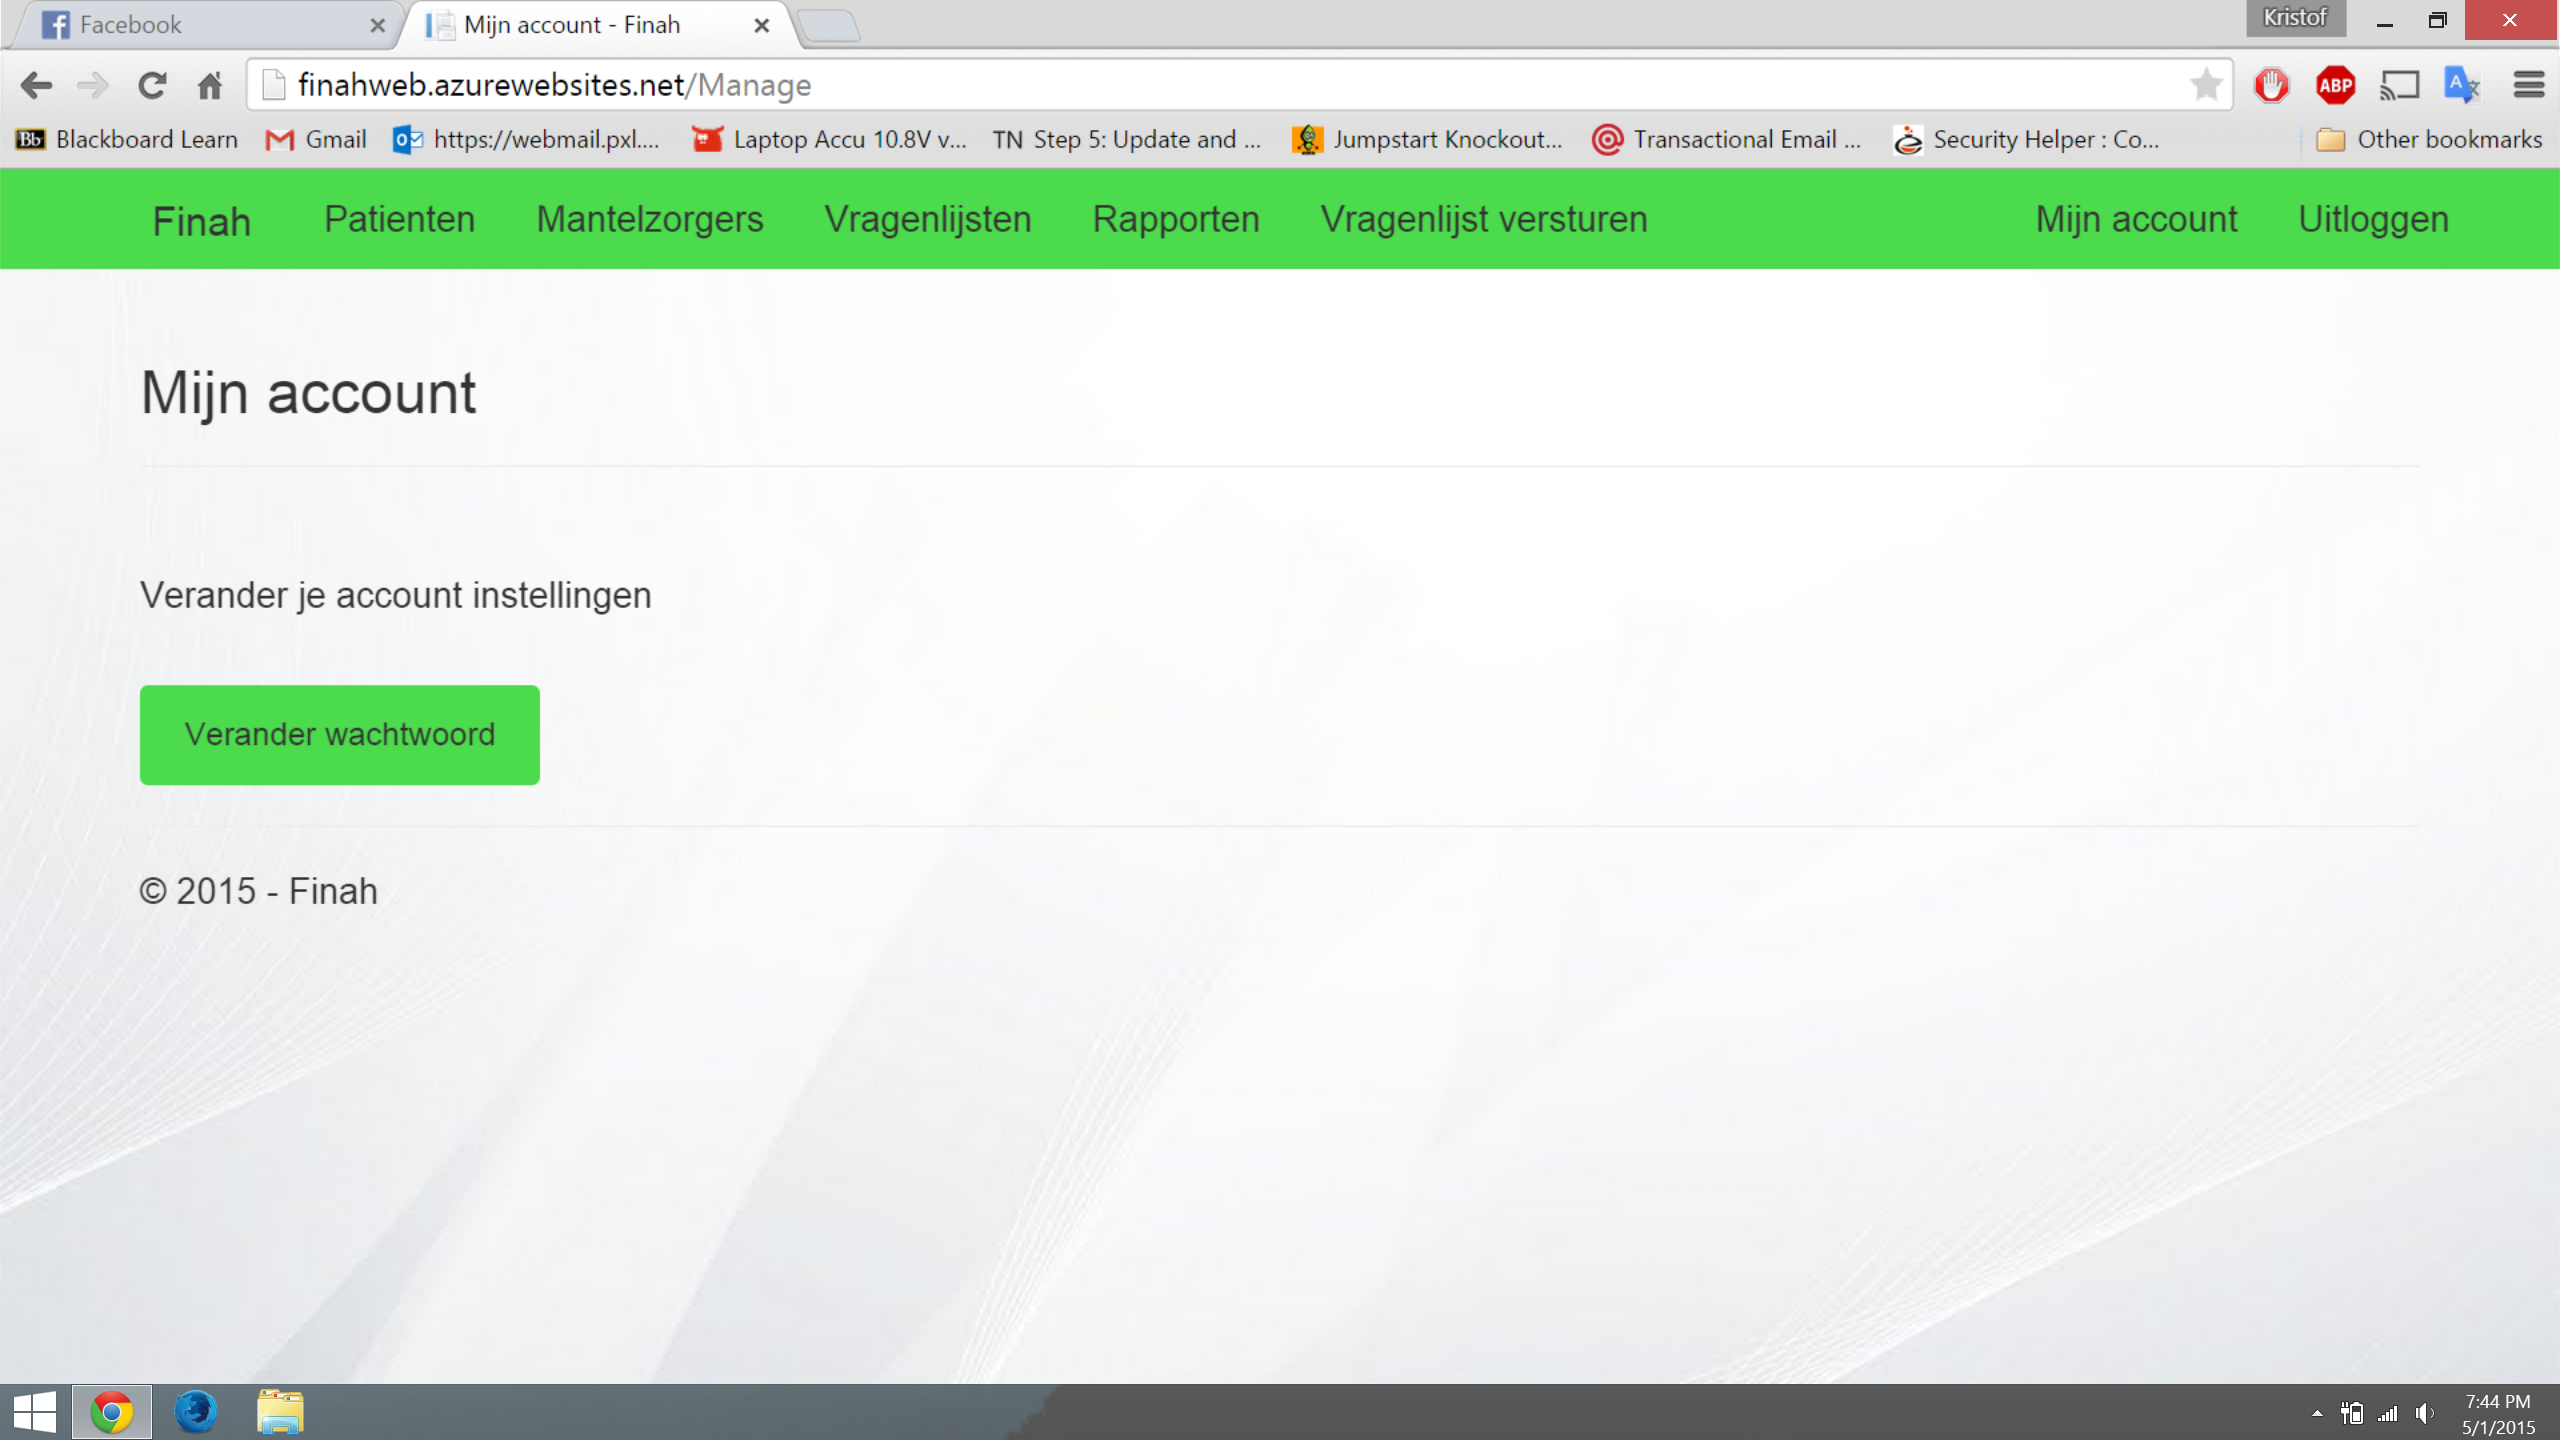 Facebook
Mijn account - Finah
Kristof
finahweb.azurewebsites.net/Manage
ABP
A
Bb Blackboard Learn
Gmail
https://webmail.pxl....
Laptop Accu 10.8V v...
TN Step 5: Update and ...
Jumpstart Knockout...
Transactional Email ...
Security Helper : Co...
Other bookmarks
Finah
Patienten
Mantelzorgers
Vragenlijsten
Rapporten
Vragenlijst versturen
Mijn account
Uitloggen
Mijn account
Verander je account instellingen
Verander wachtwoord
© 2015 - Finah
7:44 PM
5/1/2015